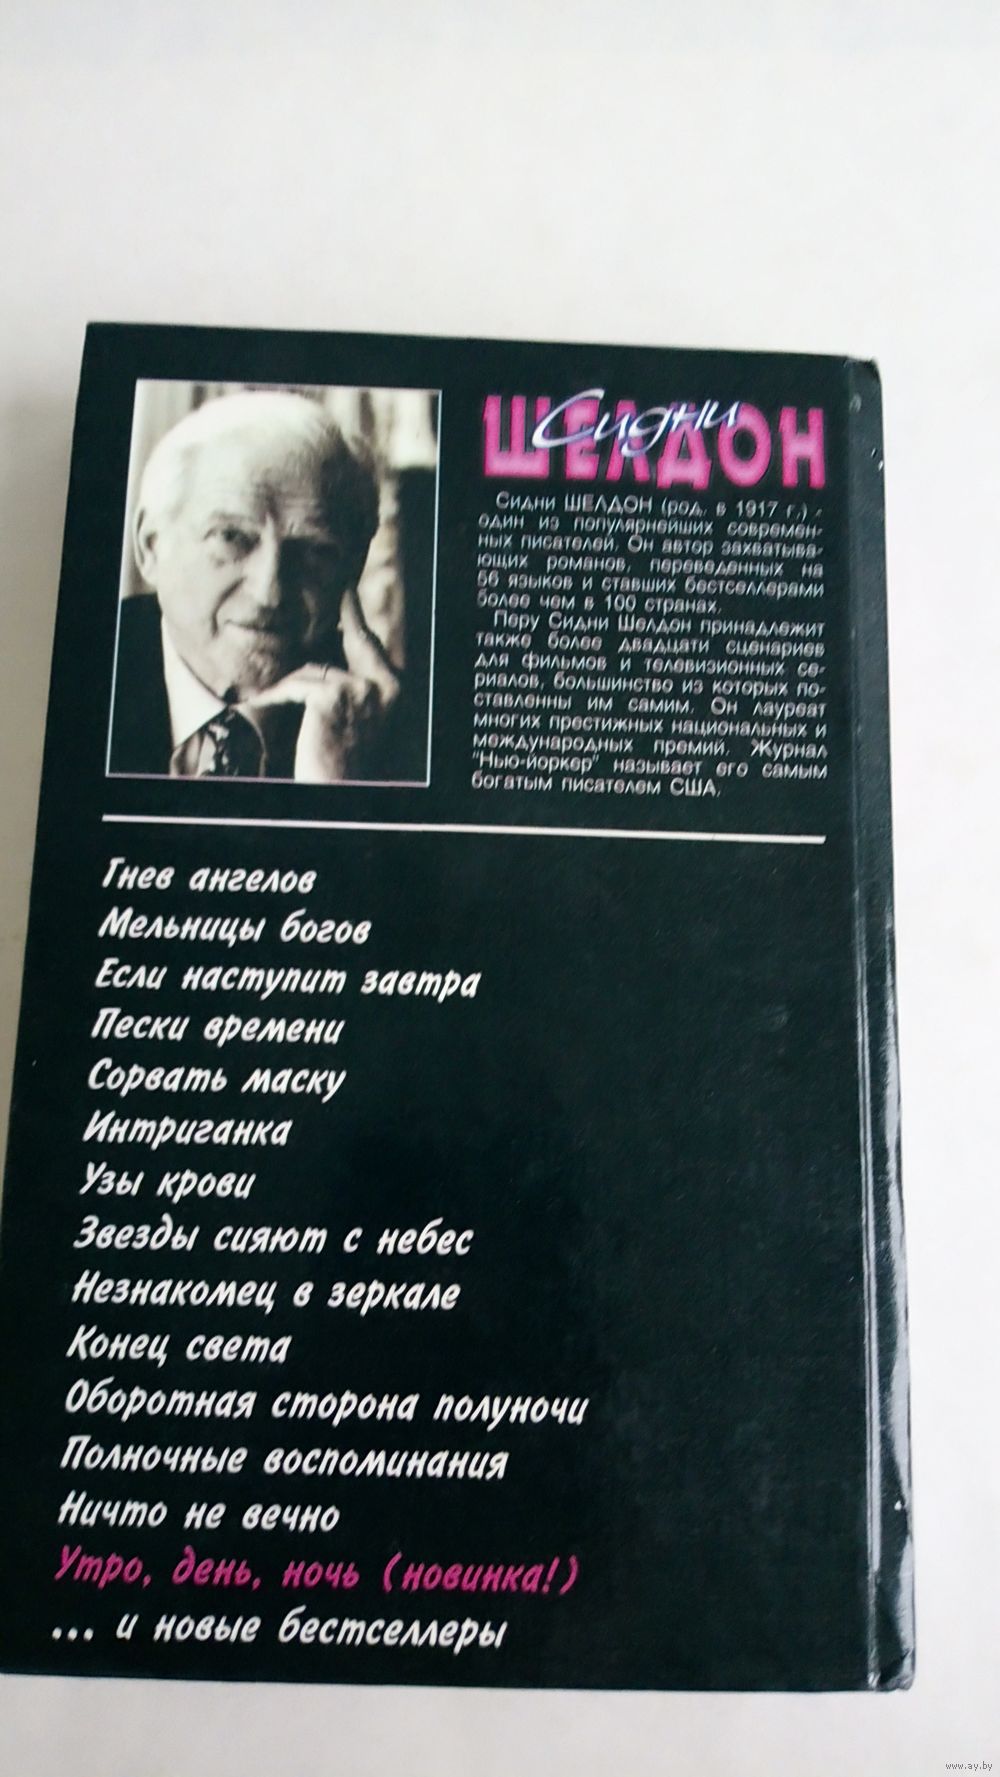 Сидни
ШЕЛДОН
Сидни ШЕЛДОН (род. в 1917 г.) -
один из популярнейших современ-
ных писателей. Он автор захватыва-
ющих романов, переведенных на
56 языков и ставших бестселлерами
более чем в 100 странах.
Перу Сидни Шелдон принадлежит
также более двадцати сценариев
для фильмов и телевизионных се-
риалов, большинство из которых по-
ставленны им самим. Он лауреат
многих престижных национальных и
международных премий. Журнал
"Нью-йоркер" называет его самым
богатым писателем США.
Гнев ангелов
Мельницы богов
Если наступит завтра
Пески времени
Сорвать маску
Интриганка
Узы крови
Звезды сияют с небес
Незнакомец в зеркале
Конец света
Оборотная сторона полуночи
Полночные воспоминания
Ничто не вечно
Утро, день, ночь (новинка!)
... и новые бестселлеры
www.ay.by